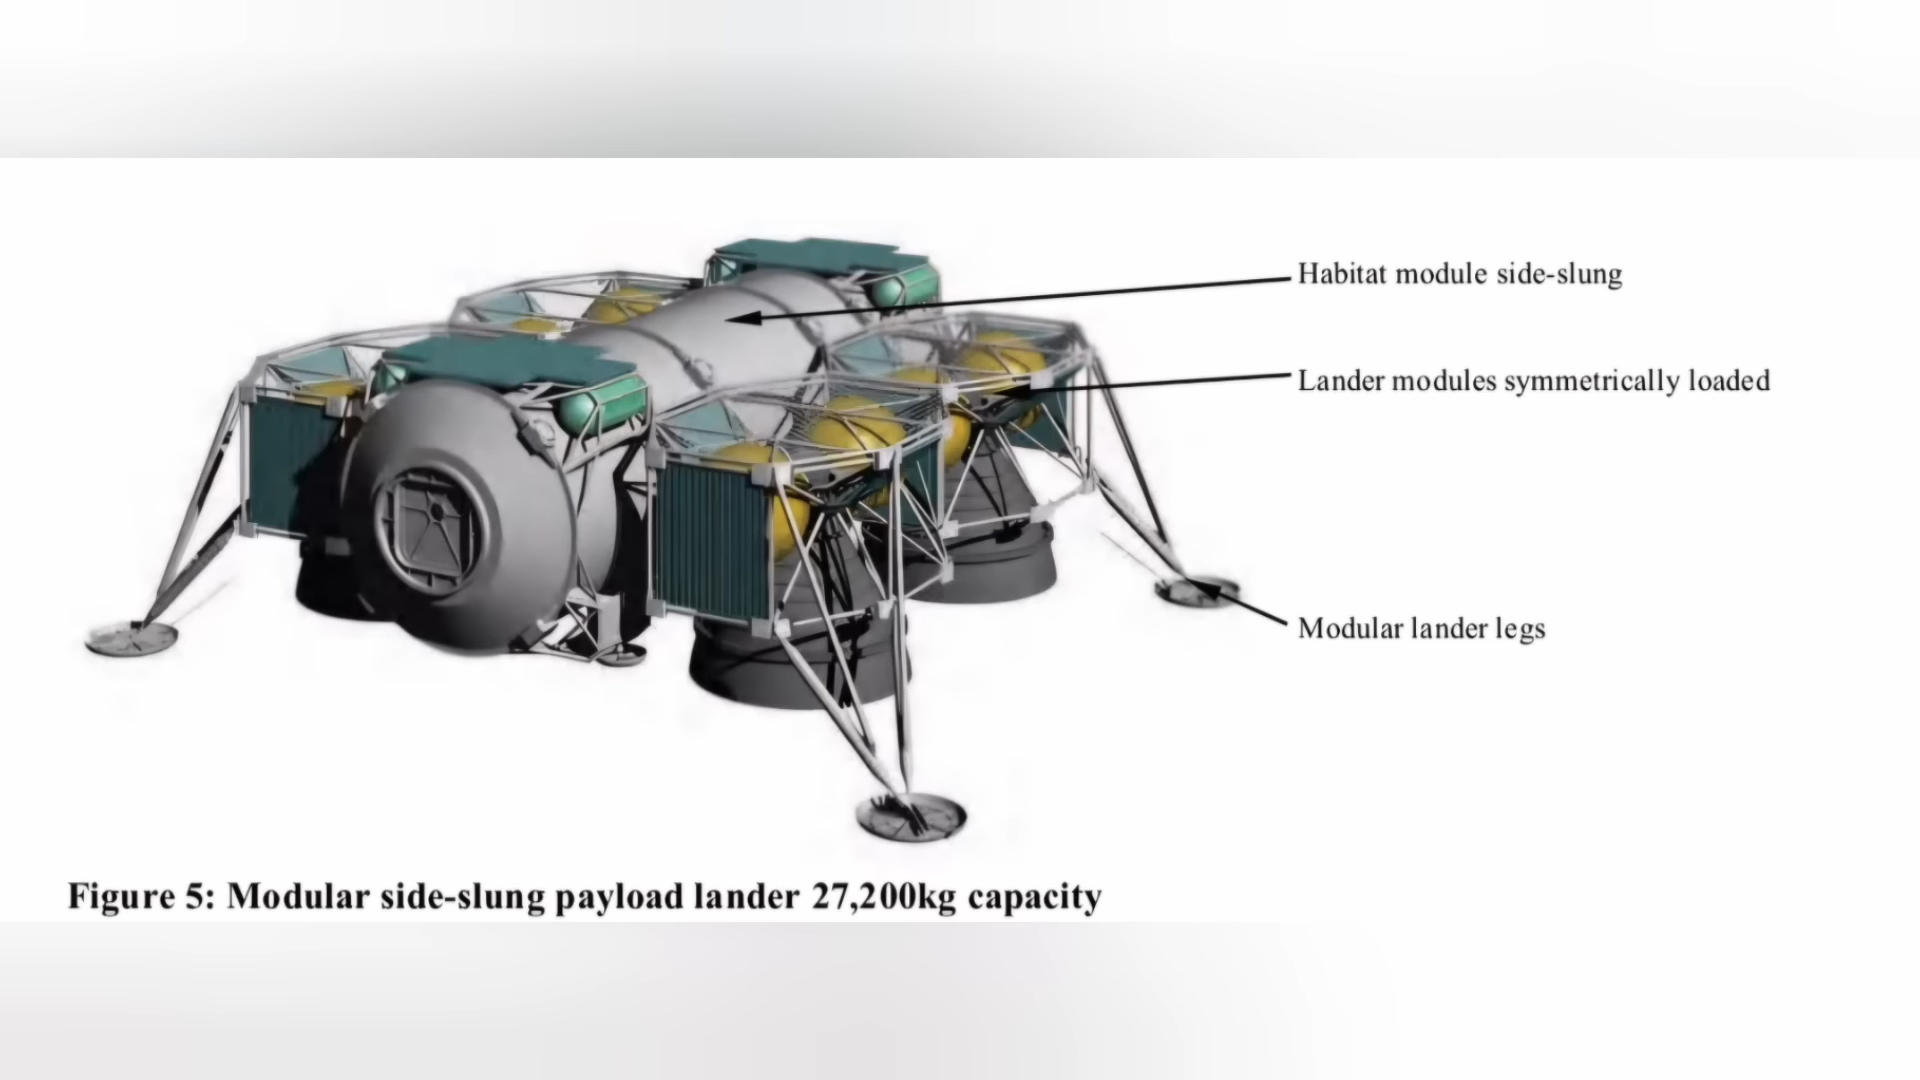 Habitat module side-slung
Lander modules symmetrically loaded
Modular lander legs
Figure 5: Modular side-slung payload lander 27,200kg capacity